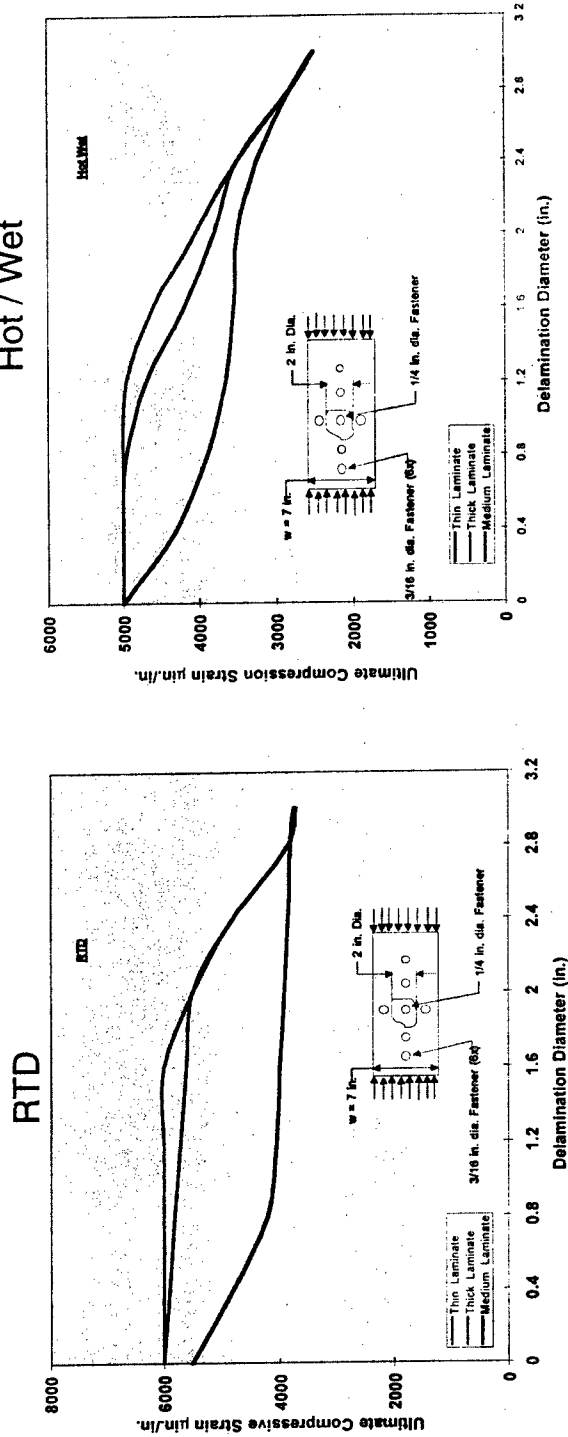 RTD
RTD
Ultimate Compressive Strain µin./in.
8000
6000
4000
2000
0
w = 7 in.
2 in. Dia.
3/16 in. dia. Fastener (6x)
1/4 in. dia. Fastener
Thin Laminate
Thick Laminate
Medium Laminate
0
0.4
0.8
1.2
1.6
2
2.4
2.8
3.2
Delamination Diameter (in.)
Hot / Wet
Hot Wet
Ultimate Compression Strain µin./in.
6000
5000
4000
3000
2000
1000
0
w = 7 in.
2 in. Dia.
3/16 in. dia. Fastener (6x)
1/4 in. dia. Fastener
Thin Laminate
Thick Laminate
Medium Laminate
0
0.4
0.8
1.2
1.6
2
2.4
2.8
3.2
Delamination Diameter (in.)